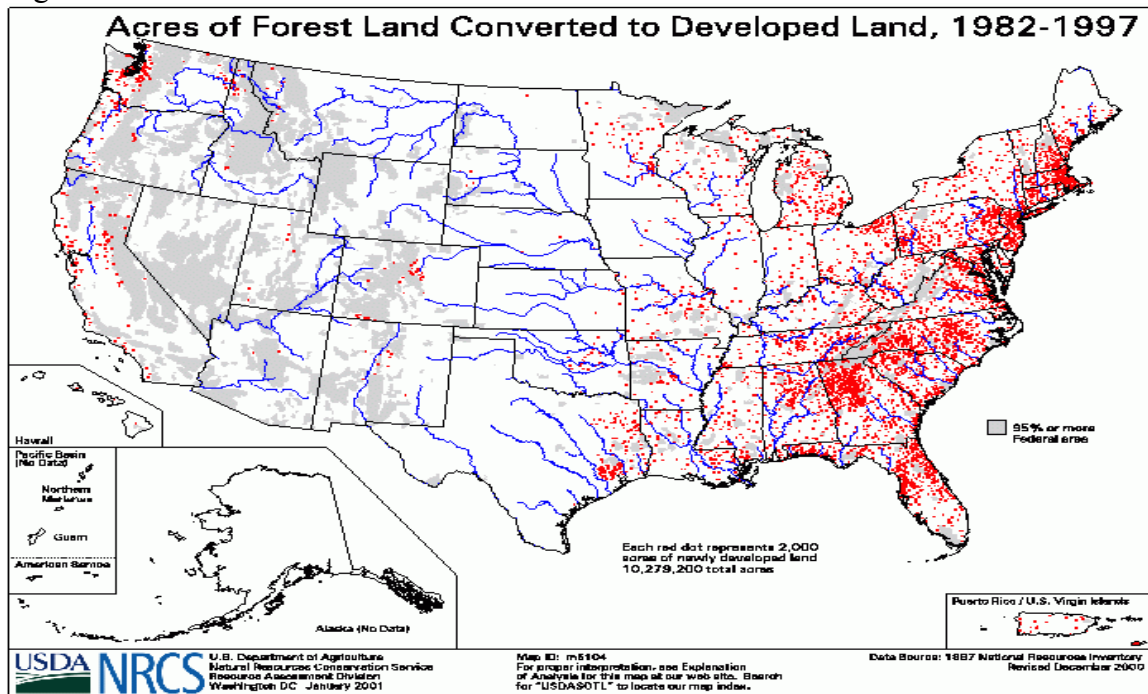 Acres of Forest Land Converted to Developed Land, 1982-1997
95% or more
Federal area
Hawaii
Pacific Basin
(No Data)
Northern
Marianas
Guam
American Samoa
Alaska (No Data)
Each red dot represents 2,000
acres of newly developed land
10,279,200 total acres
Puerto Rico / U.S. Virgin Islands
USDA NRCS
U.S. Department of Agriculture
Natural Resources Conservation Service
Resource Assessment Division
Washington DC January 2001
Map ID: m5104
For proper interpretation, see Explanation
of Analysis for this map at our web site. Search
for "USDASOTL" to locate our map index.
Data Source: 1997 National Resources Inventory
Revised December 2000